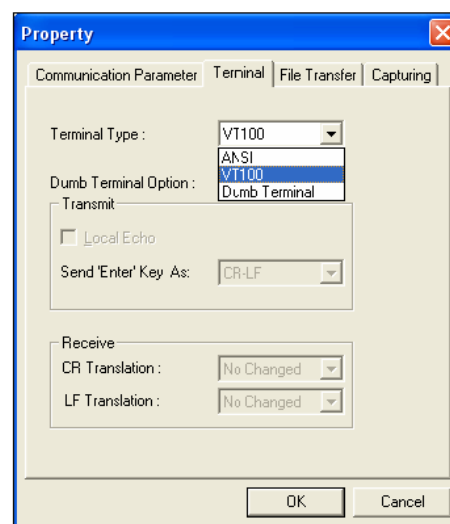 Property
Communication Parameter Terminal File Transfer Capturing
Terminal Type : VT100
ANSI
VT100
Dumb Terminal
Dumb Terminal Option :
Transmit
Local Echo
Send 'Enter' Key As: CR-LF
Receive
CR Translation : No Changed
LF Translation : No Changed
OK Cancel